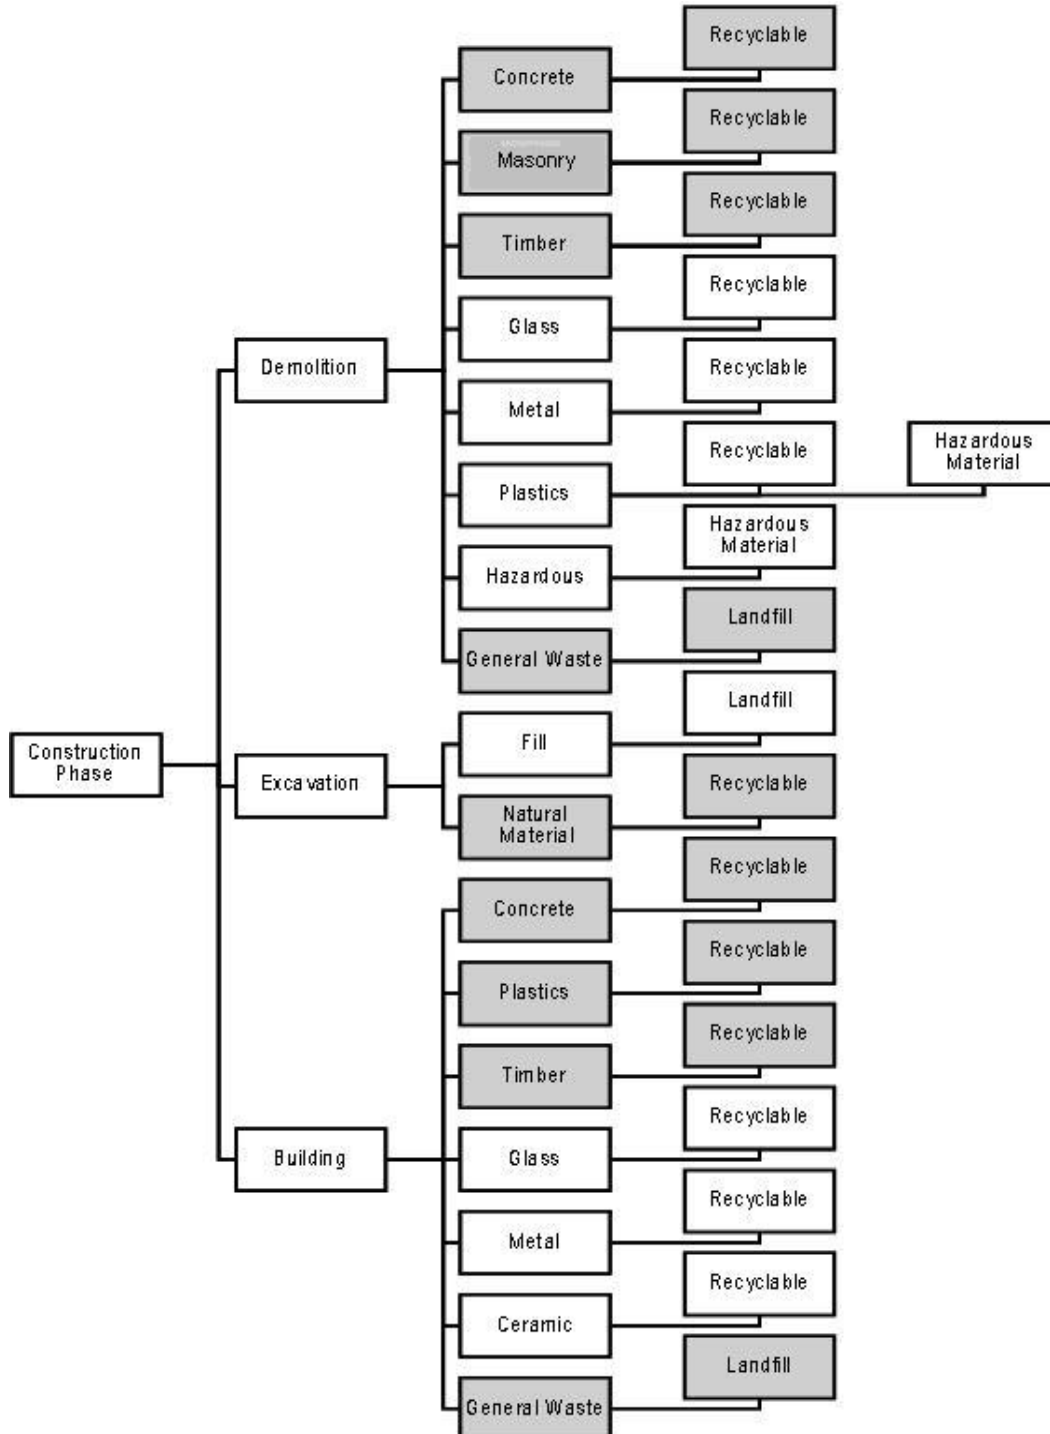 Recyclable
Concrete
Recyclable
Masonry
Recyclable
Timber
Recyclable
Glass
Demolition
Recyclable
Metal
Recyclable
Hazardous
Material
Plastics
Hazardous
Material
Hazardous
Landfill
General Waste
Landfill
Fill
Construction
Phase
Excavation
Recyclable
Natural
Material
Recyclable
Concrete
Recyclable
Plastics
Recyclable
Timber
Recyclable
Building
Glass
Recyclable
Metal
Recyclable
Ceramic
Landfill
General Waste